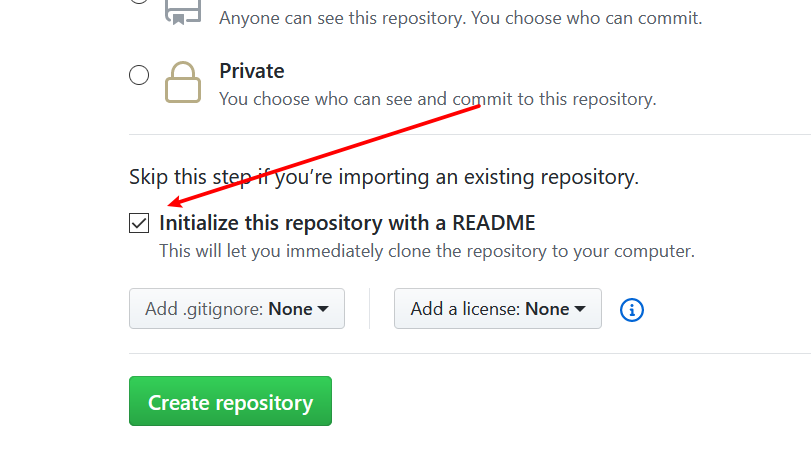 Anyone can see this repository. You choose who can commit.
Private
You choose who can see and commit to this repository.
Skip this step if you’re importing an existing repository.
Initialize this repository with a README
This will let you immediately clone the repository to your computer.
Add .gitignore: None
Add a license: None
Create repository